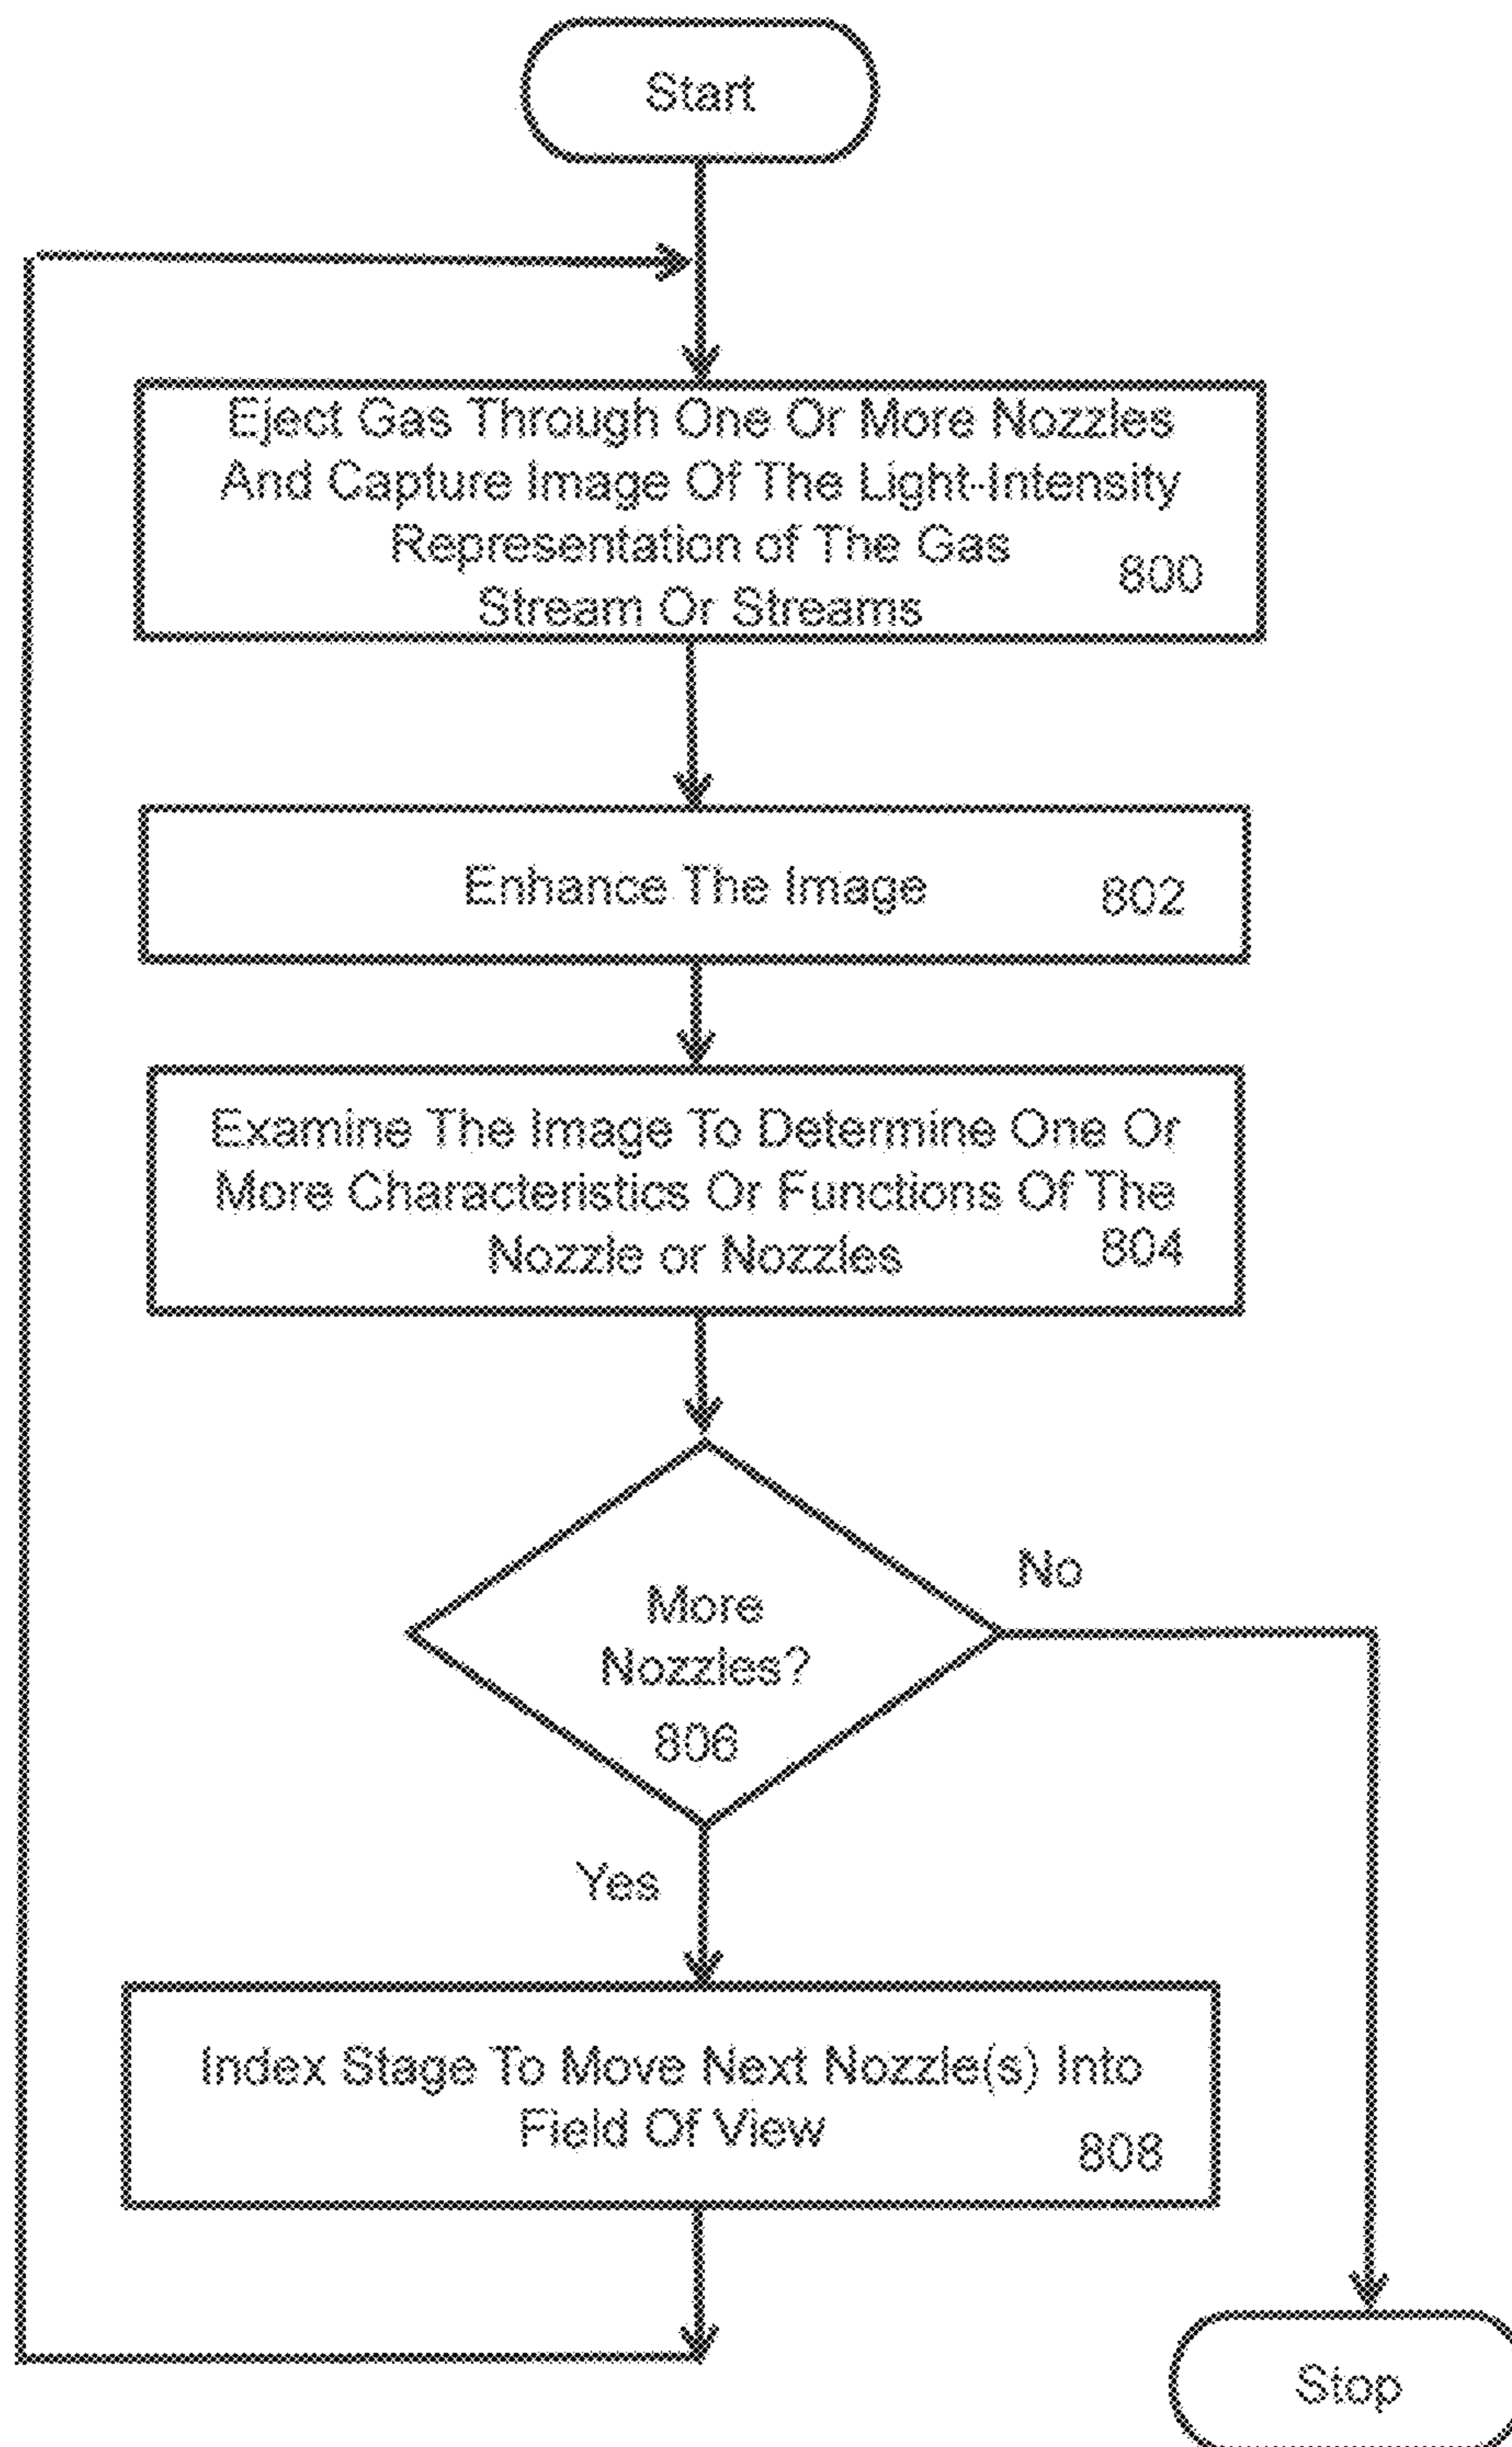 Start
Eject Gas Through One Or More Nozzles
And Capture Image Of The Light-Intensity
Representation of The Gas
800
Stream Or Streams
Enhance The Image 802
Examine The Image To Determine One Or
More Characteristics Or Functions Of The
Nozzle or Nozzles 804
More
Nozzles?
806
No
Yes
Index Stage To Move Next Nozzle(s) Into
Field Of View 808
Stop